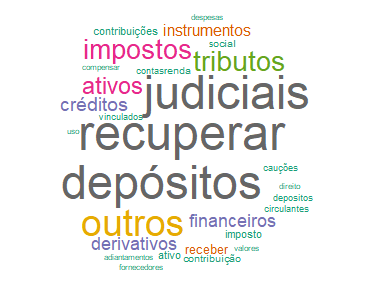 despesas
contribuições instrumentos
impostos social
compensar contasrenda tributos
ativos judiciais
créditos
vinculados
uso recuperar
cauções
depósitos direito
depositos
circulantes
outros financeiros
imposto
derivativos receber valores
adiantamentos ativo contribuição
fornecedores